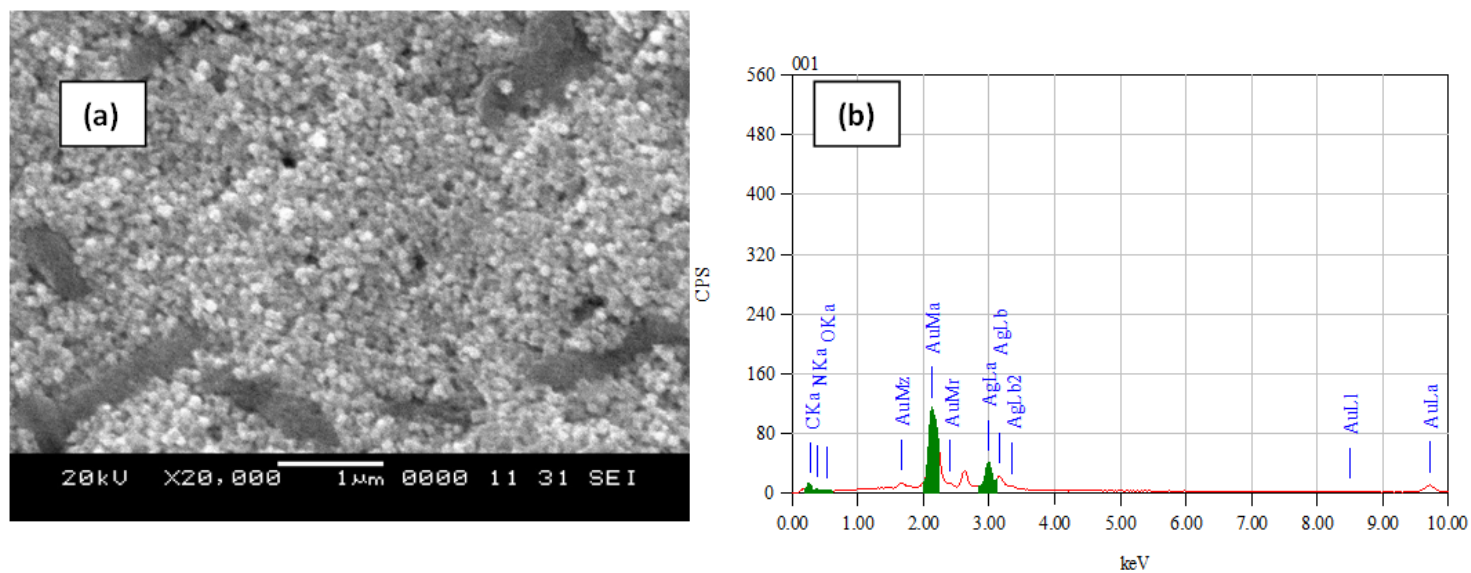 (a)
20kV X20,000 1μm 0000 11 31 SEI
001
(b)
CPS
560
480
400
320
240
160
80
0
CKa
NKa
OKa
AuMz
AuMa
AuMr
AgLa
AgLb
AgLb2
AuLl
AuLa
0.00 1.00 2.00 3.00 4.00 5.00 6.00 7.00 8.00 9.00 10.00
keV